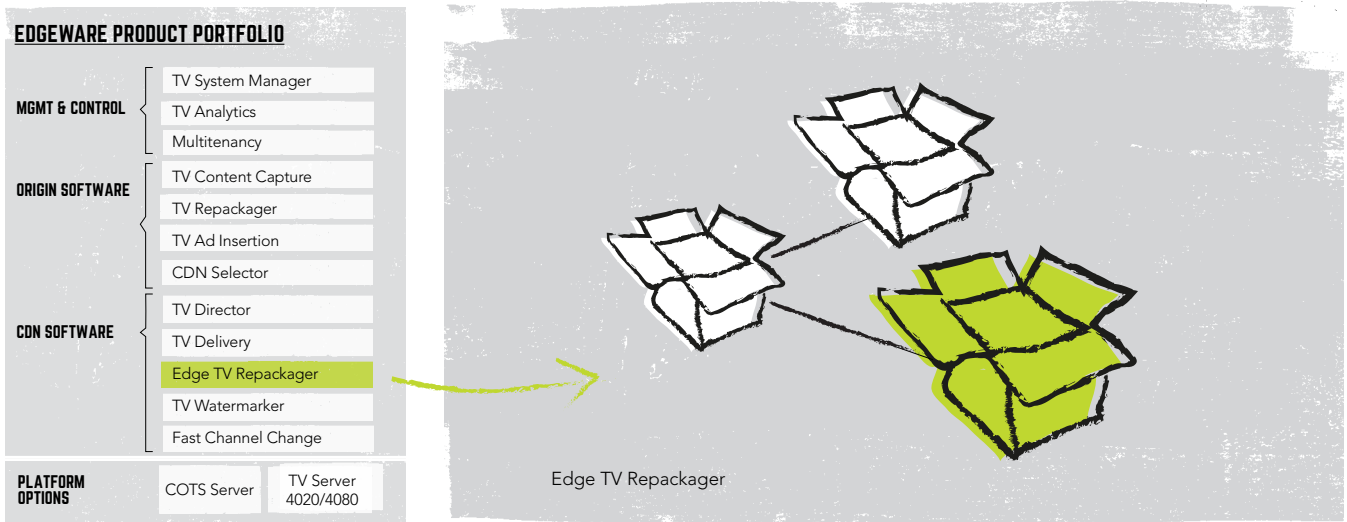 EDGEWARE PRODUCT PORTFOLIO
MGMT & CONTROL
TV System Manager
TV Analytics
Multitenancy
ORIGIN SOFTWARE
TV Content Capture
TV Repackager
TV Ad Insertion
CDN Selector
CDN SOFTWARE
TV Director
TV Delivery
Edge TV Repackager
TV Watermarker
Fast Channel Change
PLATFORM
OPTIONS
COTS Server
TV Server
4020/4080
Edge TV Repackager